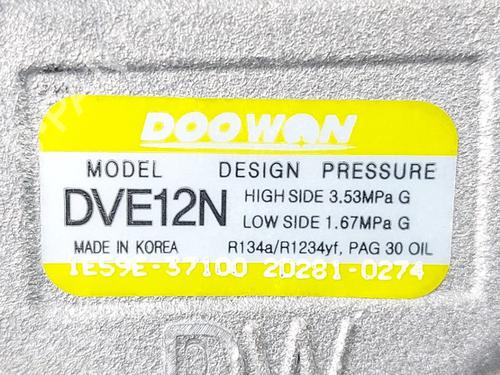 DOOWON
MODEL DESIGN PRESSURE
DVE12N HIGH SIDE 3.53MPa G
LOW SIDE 1.67MPa G
MADE IN KOREA R134a/R1234yf, PAG 30 OIL
1E59E-37100 20281-0274
DW